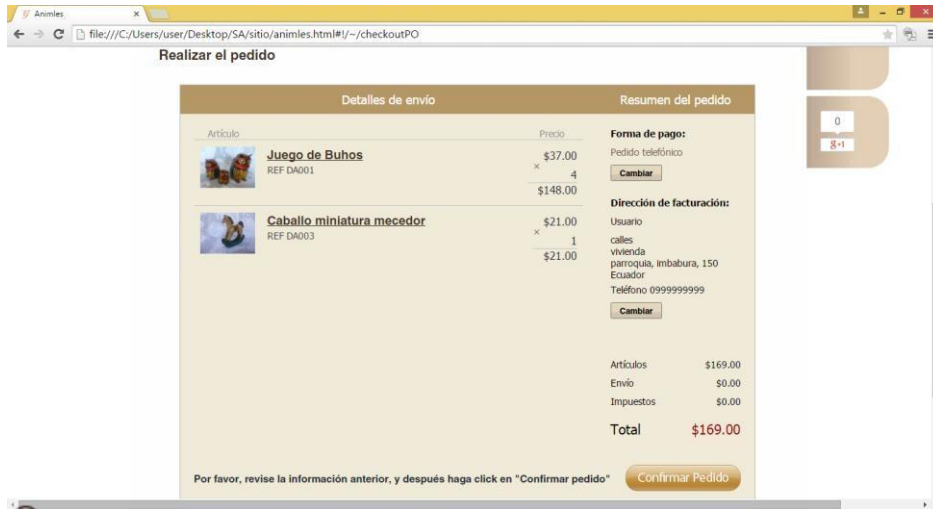 Animles
file:///C:/Users/user/Desktop/SA/sitio/animles.html#!/~/checkoutPO
Realizar el pedido
Detalles de envío
Resumen del pedido
Artículo
Precio
Juego de Buhos
REF DA001
$37.00
×
4
$148.00
Caballo miniatura mecedor
REF DA003
$21.00
×
1
$21.00
Forma de pago:
Pedido telefónico
Cambiar
Dirección de facturación:
Usuario
calles
vivienda
parroquia, imbabura, 150
Ecuador
Teléfono 0999999999
Cambiar
Artículos $169.00
Envío $0.00
Impuestos $0.00
Total $169.00
Por favor, revise la información anterior, y después haga click en "Confirmar pedido"
Confirmar Pedido
0
g+1